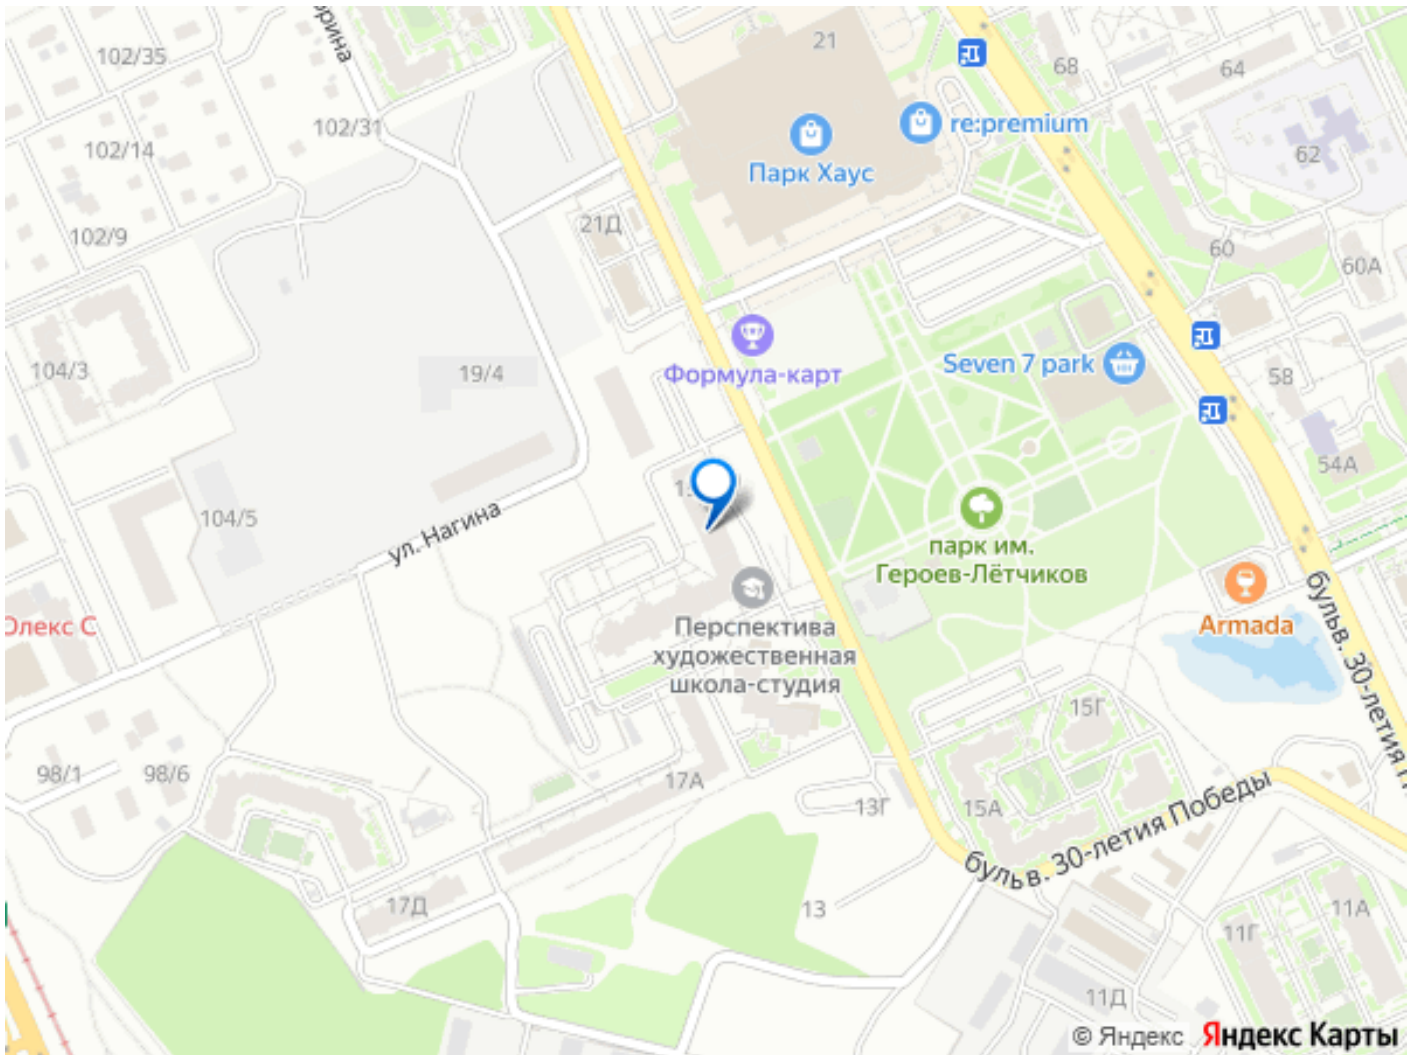 21
68
64
102/35
re:premium
102/31
102/14
62
Парк Хаус
21Д
102/9
60
60А
Формула-карт
Seven 7 park
104/3
19/4
58
54А
104/5
ул. Нагина
парк им.
Героев-Лётчиков
Armada
Перспектива
художественная
школа-студия
бульв. 30-летия
15Г
98/1
98/6
17А
13Г
15А
бульв. 30-летия Победы
17Д
13
11А
11Г
11Д
© Яндекс
Яндекс Карты